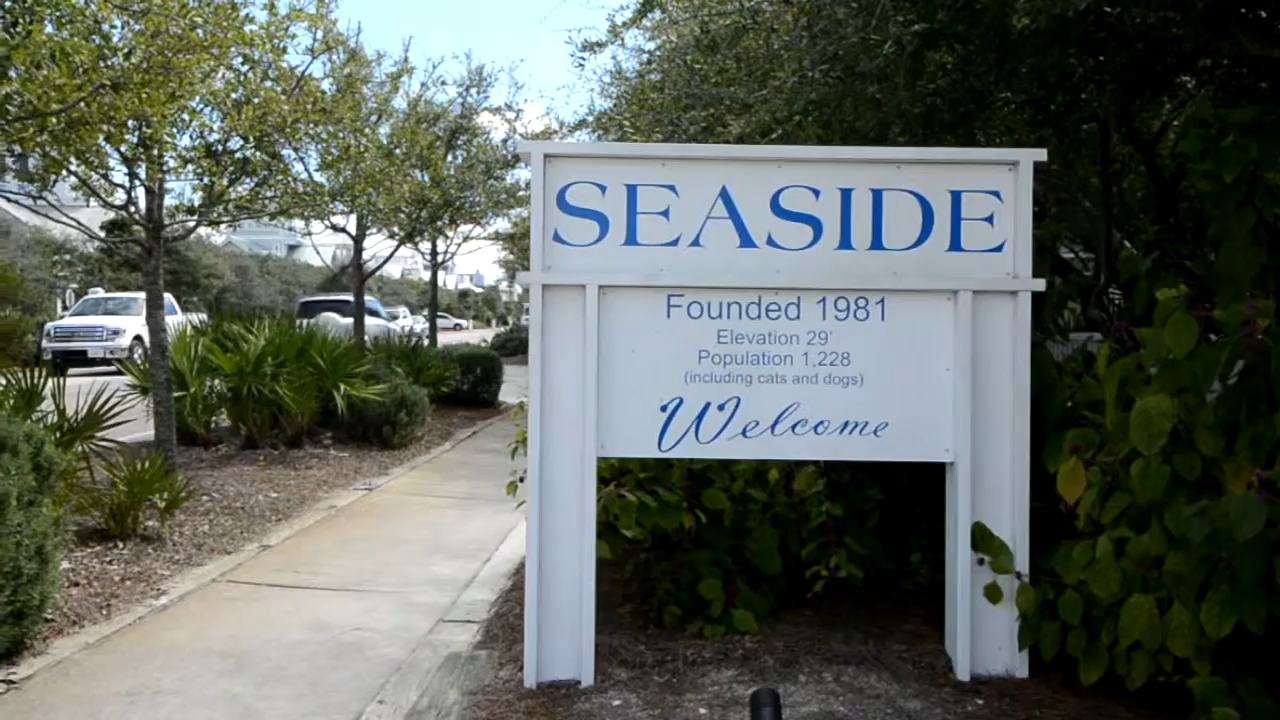 SEASIDE
Founded 1981
Elevation 29'
Population 1,228
(including cats and dogs)
Welcome